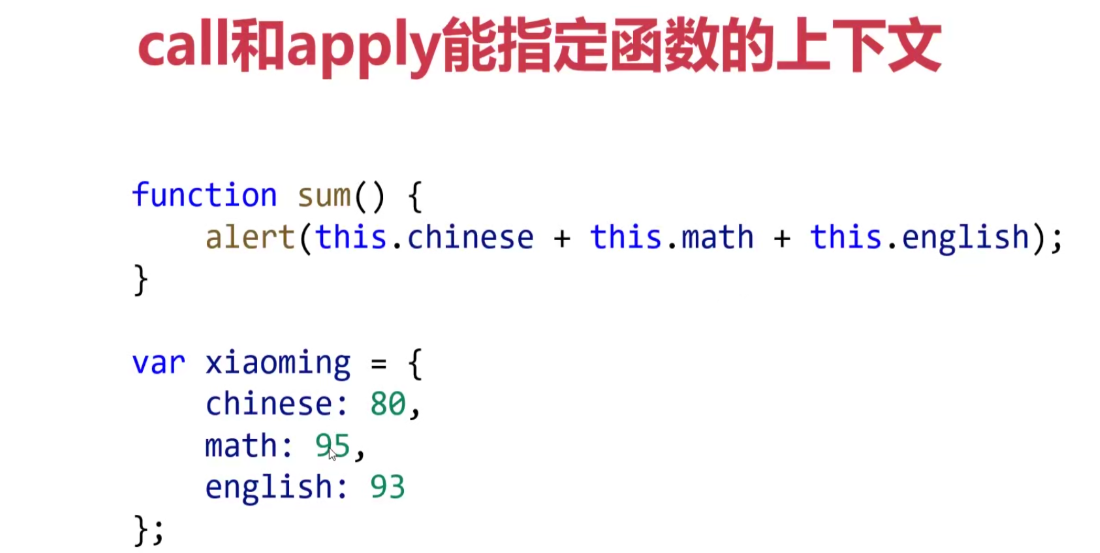 call和apply能指定函数的上下文
function sum() {
    alert(this.chinese + this.math + this.english);
}
var xiaoming = {
    chinese: 80,
    math: 95,
    english: 93
};